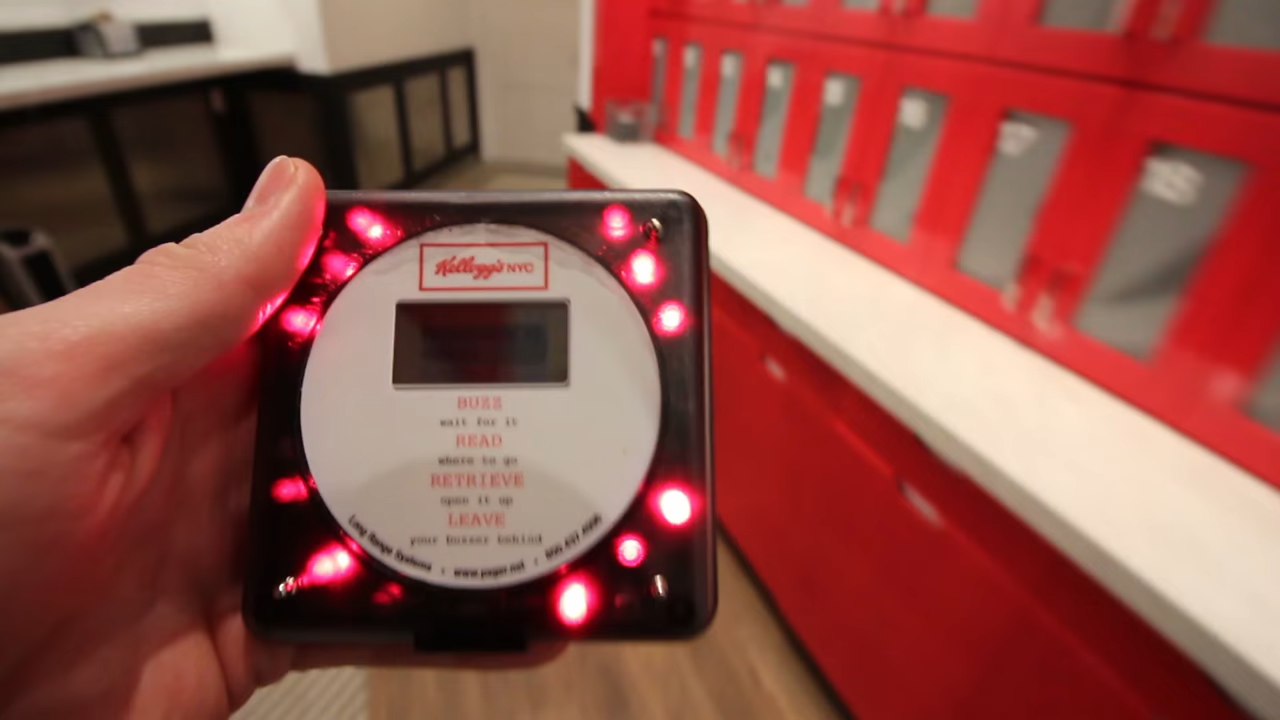 Kellogg's NYC
BUZZ
wait for it
READ
where to go
RETRIEVE
open it up
LEAVE
your buzzer behind
Long Range Systems • www.pager.net •